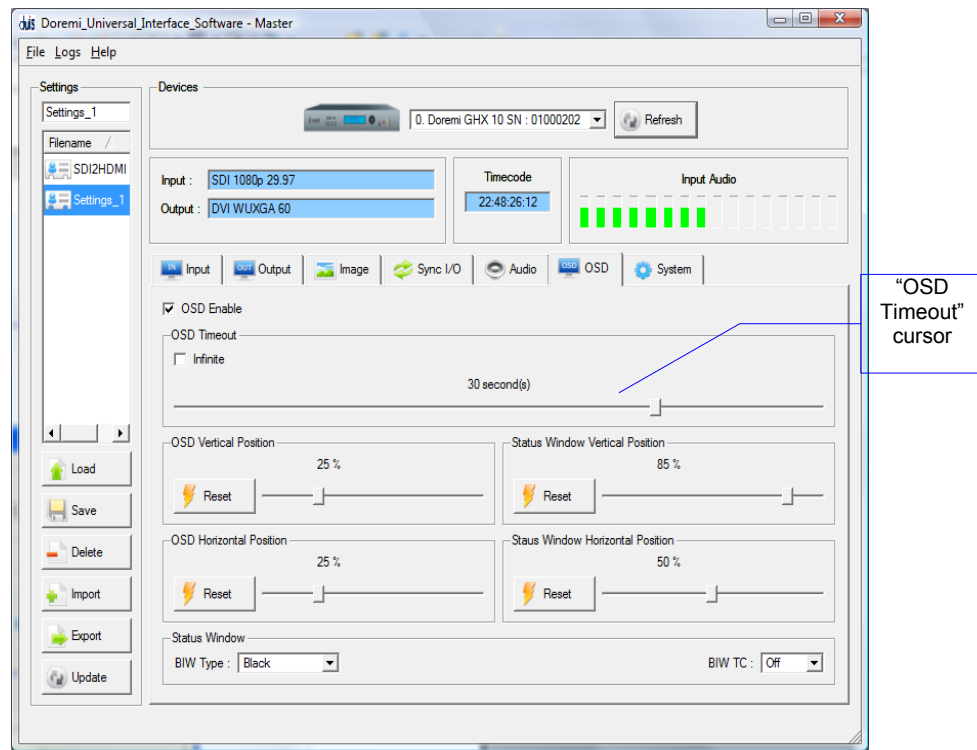 duis Doremi_Universal_Interface_Software - Master
File Logs Help
Settings
Settings_1
Filename
SDI2HDMI
Settings_1
Load
Save
Delete
Import
Export
Update
Devices
0. Doremi GHX 10 SN : 01000202
Refresh
Input : SDI 1080p 29.97
Output : DVI WUXGA 60
Timecode
22:48:26:12
Input Audio
IN Input
OUT Output
Image
Sync I/O
Audio
OSD OSD
System
OSD Enable
OSD Timeout
Infinite
30 second(s)
OSD Vertical Position
25 %
Reset
Status Window Vertical Position
85 %
Reset
OSD Horizontal Position
25 %
Reset
Staus Window Horizontal Position
50 %
Reset
Status Window
BIW Type : Black
BIW TC : Off
“OSD
Timeout”
cursor